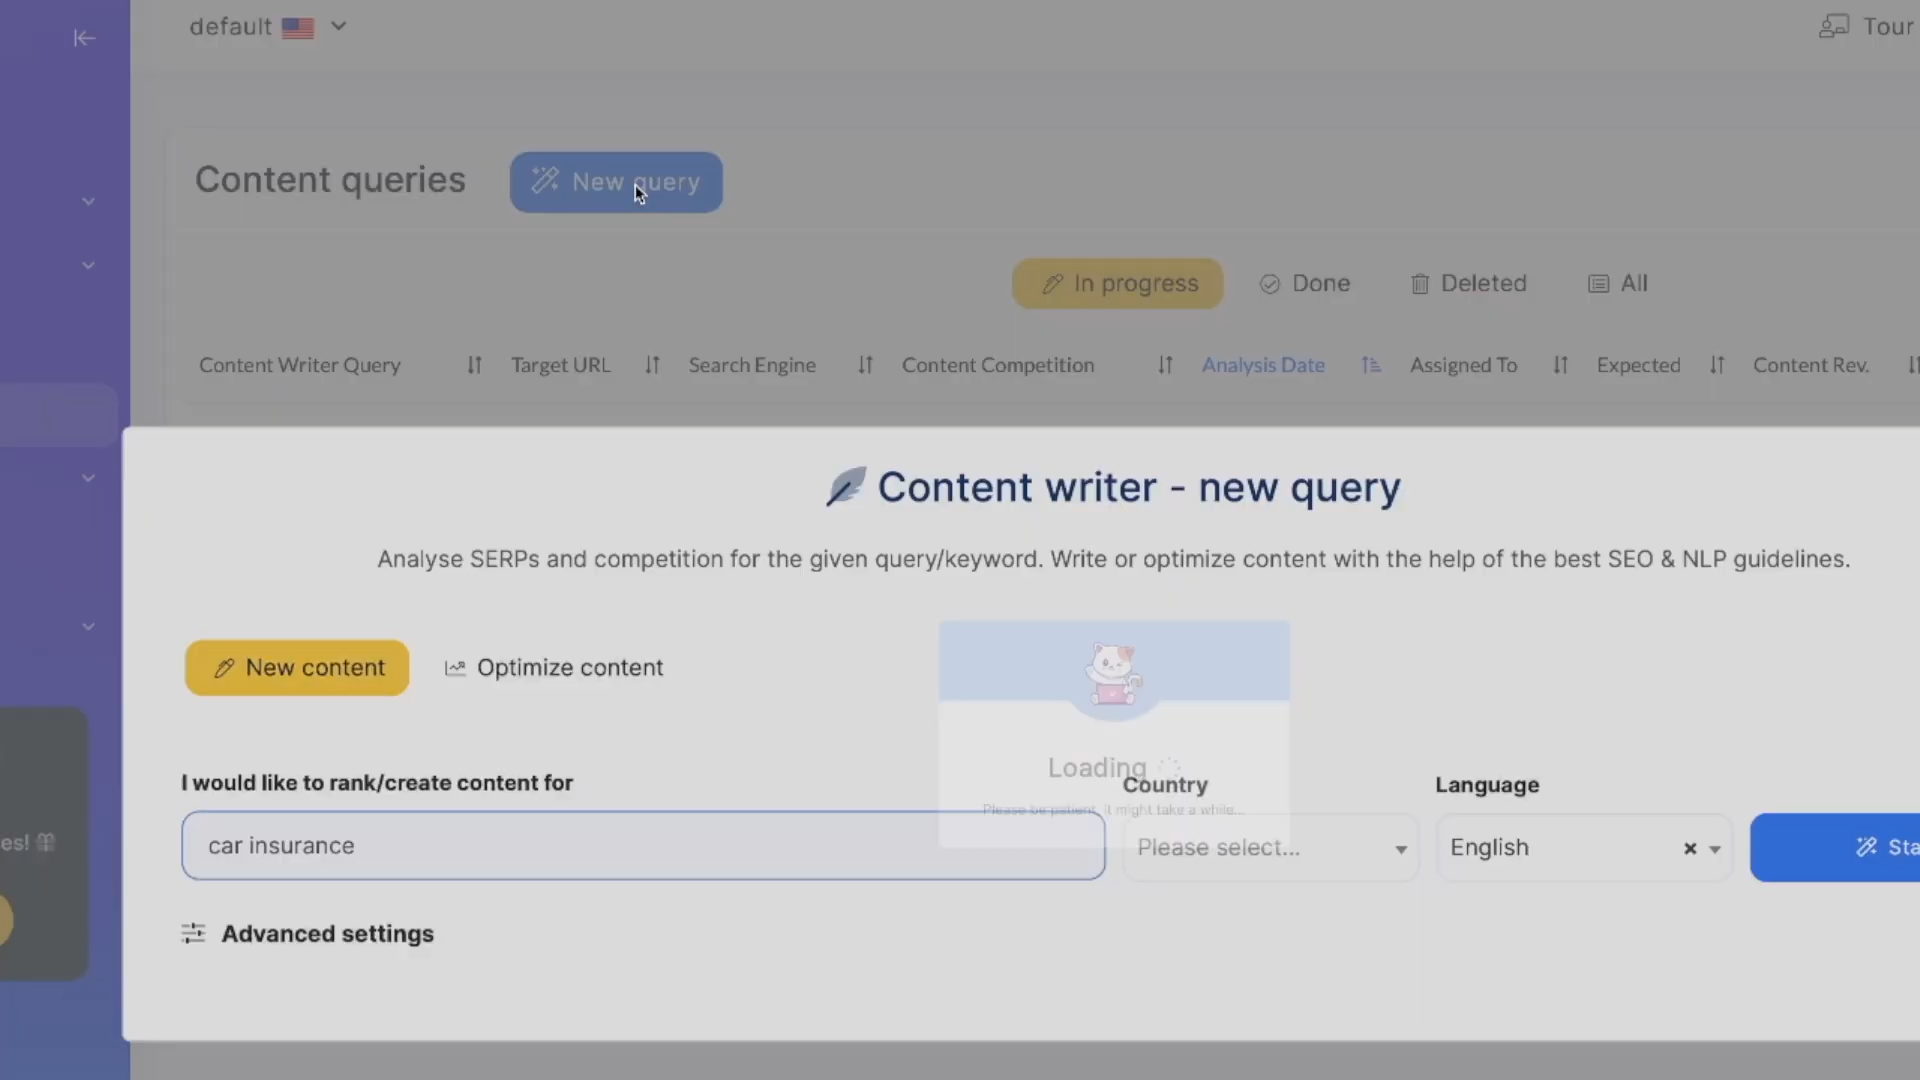 default
Tour
Content queries
New query
In progress
Done
Deleted
All
Content Writer Query
Target URL
Search Engine
Content Competition
Analysis Date
Assigned To
Expected
Content Rev.
Content writer - new query
Analyse SERPs and competition for the given query/keyword. Write or optimize content with the help of the best SEO & NLP guidelines.
New content
Optimize content
Loading
Please be patient, it might take a while...
I would like to rank/create content for
Country
Language
car insurance
Please select...
English
Sta
es!
Advanced settings